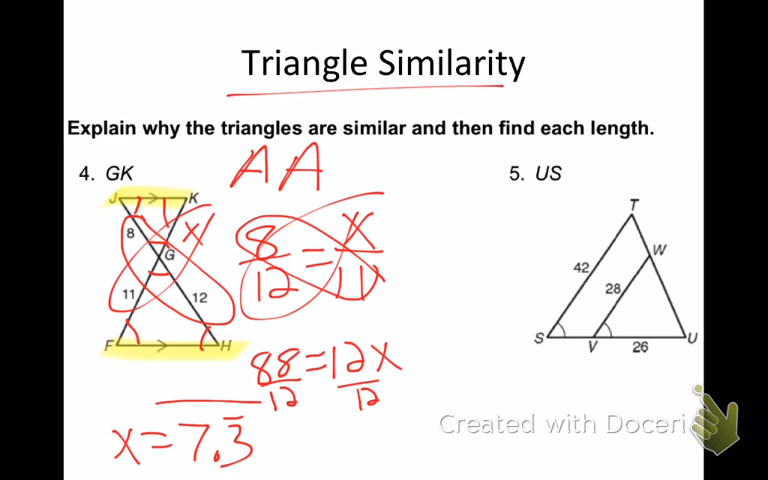 Triangle Similarity
Explain why the triangles are similar and then find each length.
4. GK
AA
5. US
J
K
8
x
G
11
12
F
H
8/12 = x/11
88/12 = 12x/12
x = 7.3̅
T
W
42
28
S
V
26
U
Created with Doceri